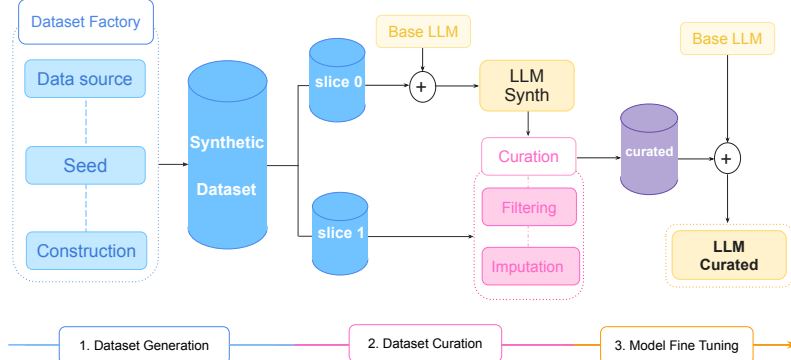 Dataset Factory
Data source
Seed
Construction
Synthetic
Dataset
slice 0
slice 1
Base LLM
+
LLM
Synth
Curation
Filtering
Imputation
curated
Base LLM
+
LLM
Curated
1. Dataset Generation
2. Dataset Curation
3. Model Fine Tuning